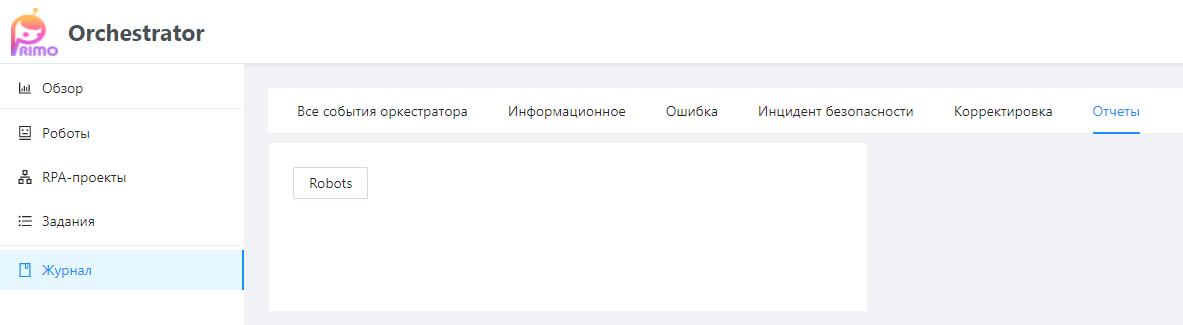 PRIMO
Orchestrator
Обзор
Роботы
RPA-проекты
Задания
Журнал
Все события оркестратора Информационное Ошибка Инцидент безопасности Корректировка Отчеты
Robots